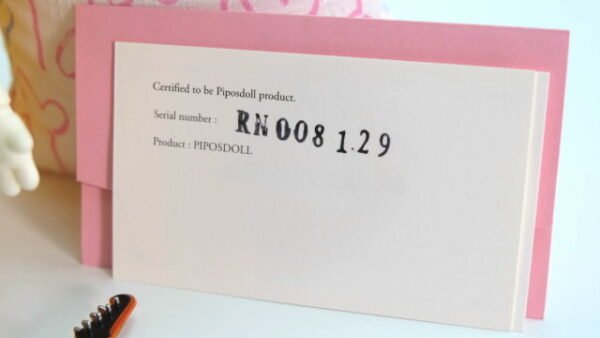 Certified to be Piposdoll product.
Serial number : RN008 1.29
Product : PIPOSDOLL